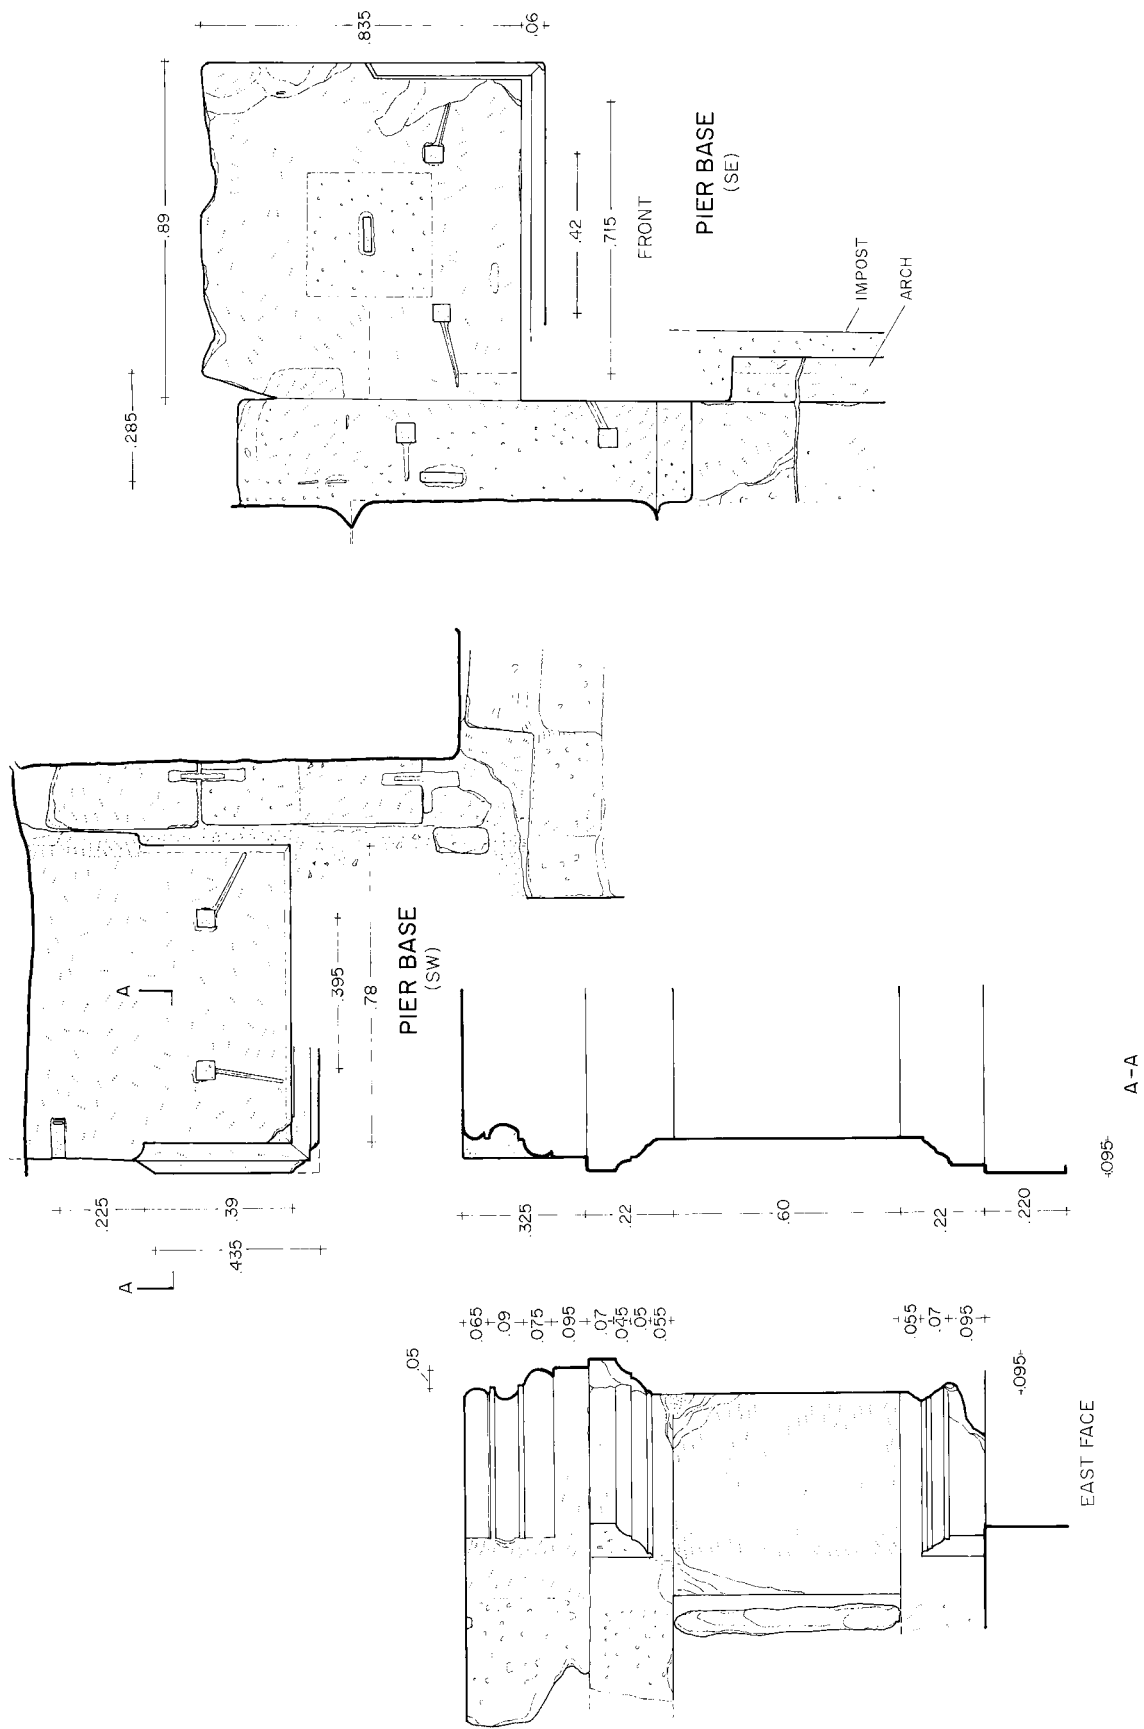 .835
.06
.89
.285
.42
.715
FRONT
PIER BASE
(SE)
IMPOST
ARCH
A
A
.225
.39
.435
.395
.78
PIER BASE
(SW)
.325
.22
.60
.22
.220
.095
A-A
.05
.065
.09
.075
.095
.07
.045
.05
.055
.055
.07
.095
.095
EAST FACE